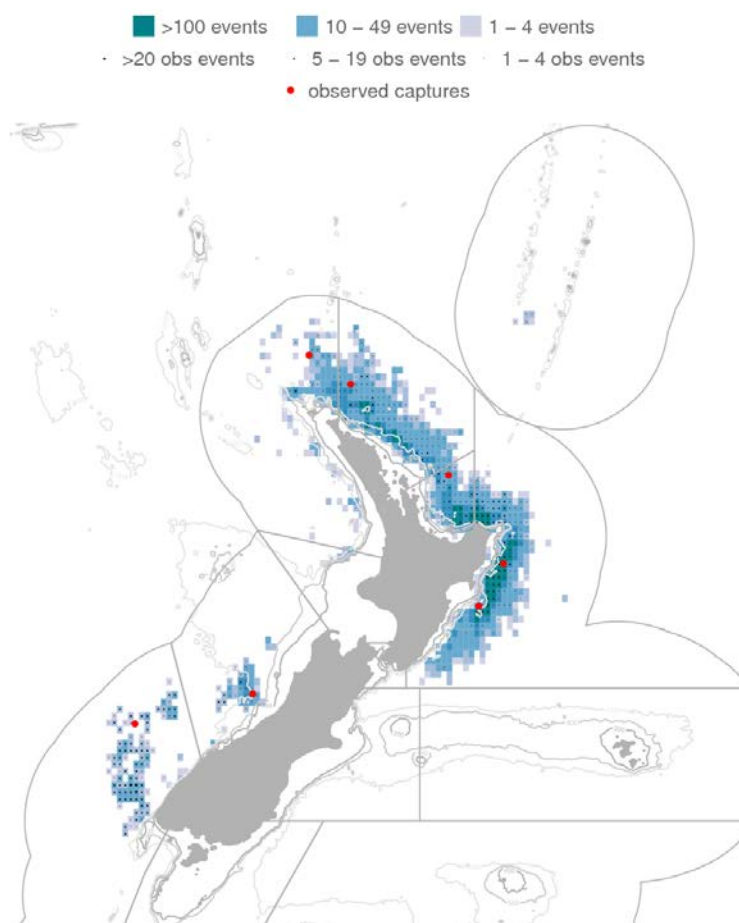 >100 events 10 – 49 events 1 – 4 events
>20 obs events 5 – 19 obs events 1 – 4 obs events
observed captures